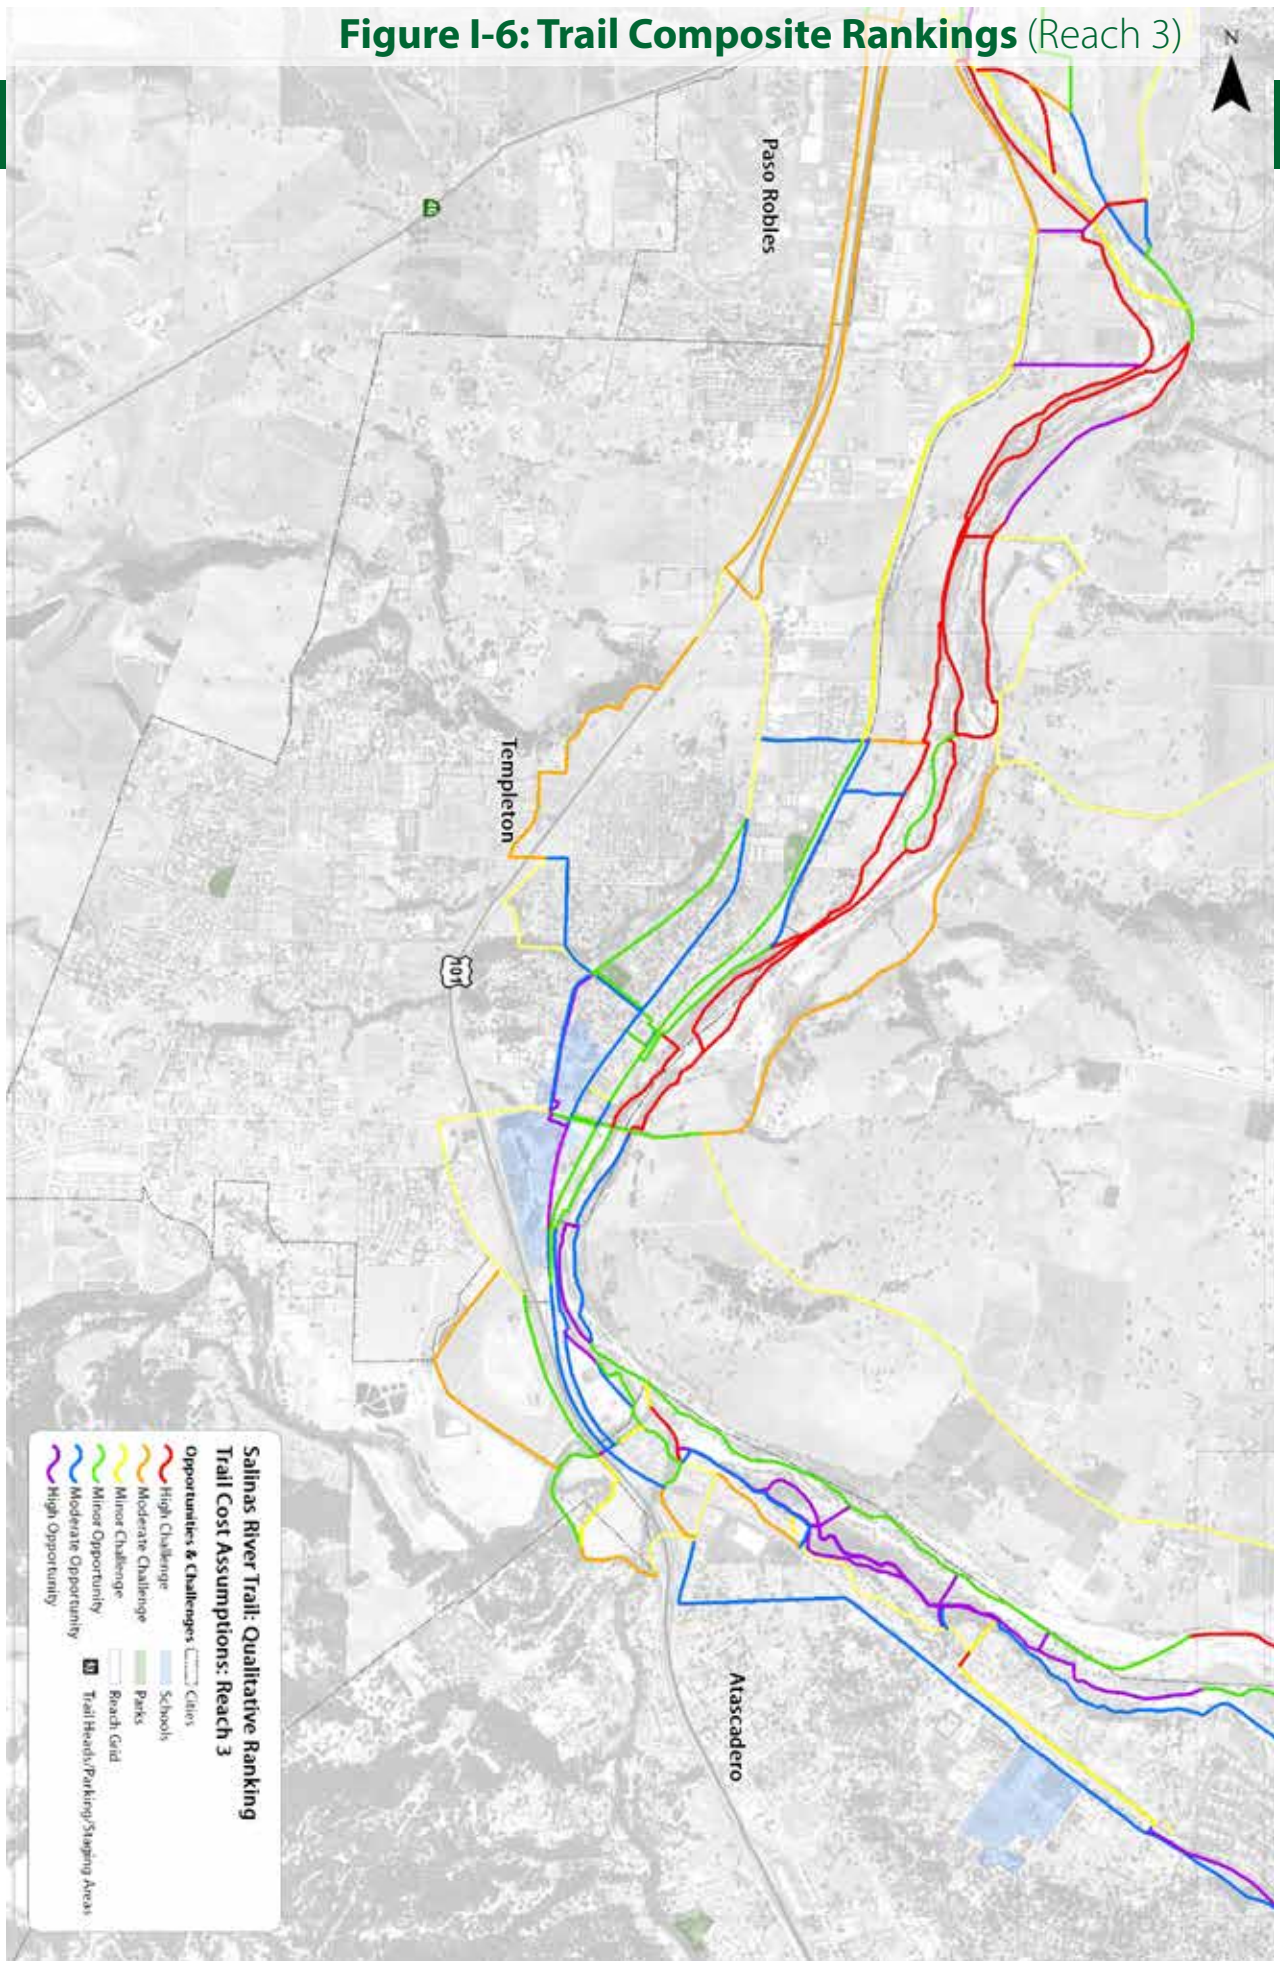 Figure I-6: Trail Composite Rankings (Reach 3)
N
Paso Robles
46
Templeton
101
Atascadero
Salinas River Trail: Qualitative Ranking
Trail Cost Assumptions: Reach 3
Opportunities & Challenges
High Challenge
Moderate Challenge
Minor Challenge
Minor Opportunity
Moderate Opportunity
High Opportunity
Cities
Schools
Parks
Reach Grid
Trail Heads/Parking/Staging Areas